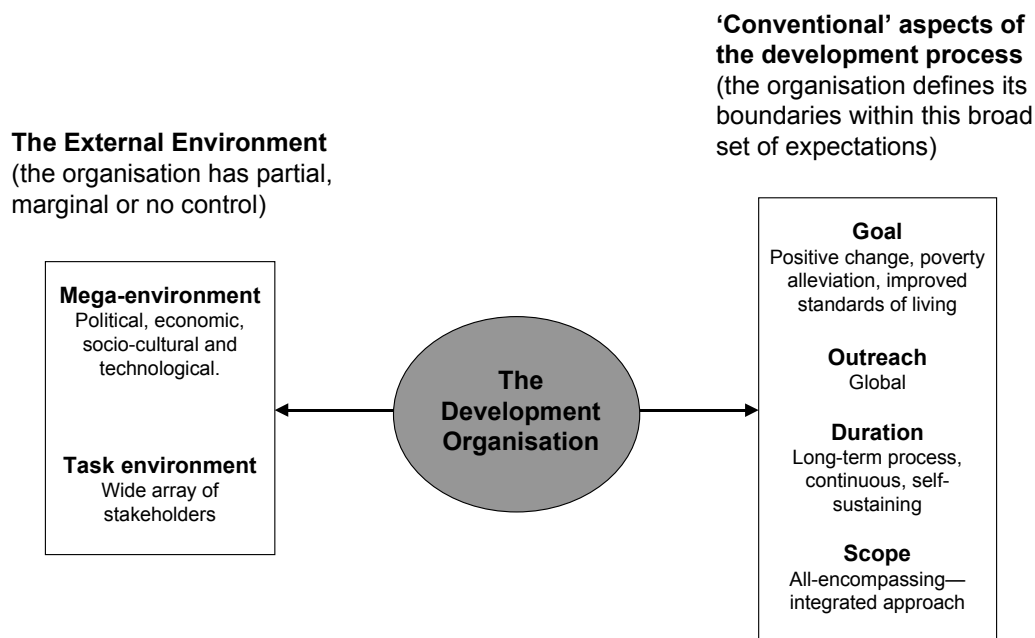 ‘Conventional’ aspects of
the development process
(the organisation defines its
boundaries within this broad
set of expectations)
The External Environment
(the organisation has partial,
marginal or no control)
Mega-environment
Political, economic,
socio-cultural and
technological.
Task environment
Wide array of
stakeholders
The
Development
Organisation
Goal
Positive change, poverty
alleviation, improved
standards of living
Outreach
Global
Duration
Long-term process,
continuous, self-
sustaining
Scope
All-encompassing—
integrated approach